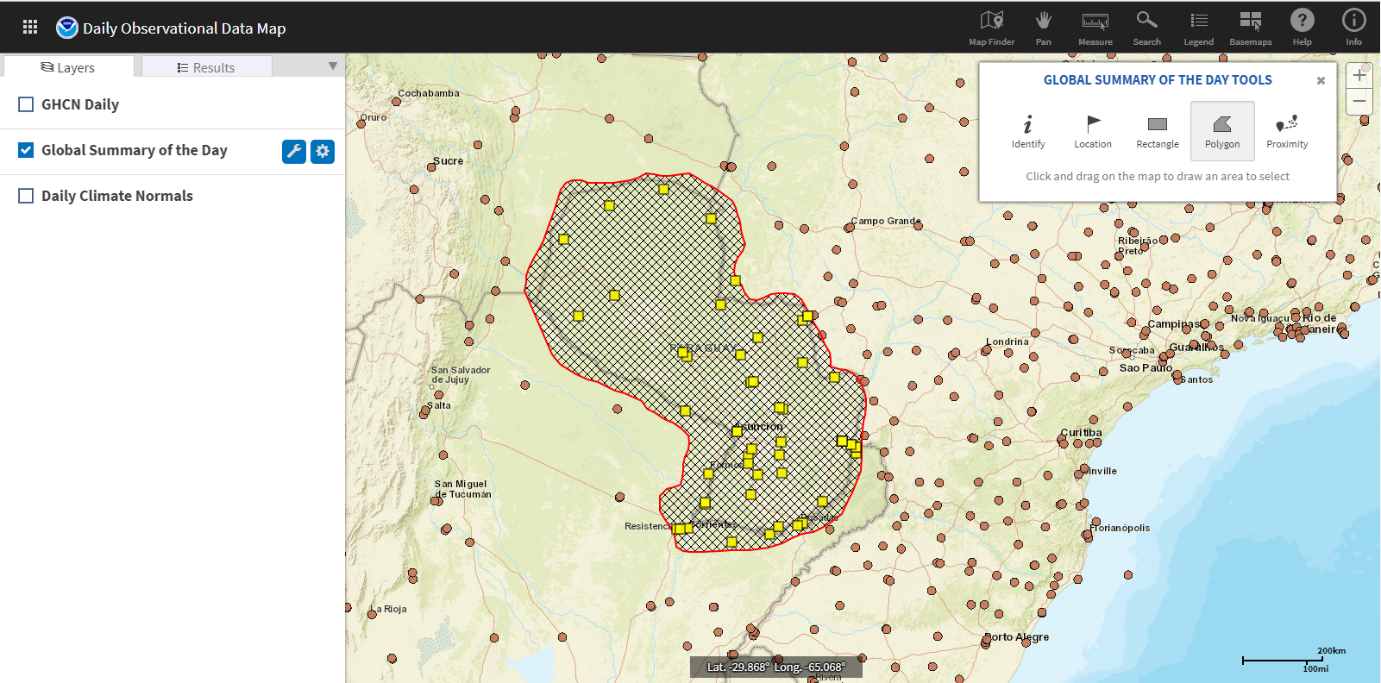 Daily Observational Data Map
Map Finder
Pan
Measure
Search
Legend
Basemaps
Help
Info
Layers
Results
GHCN Daily
Global Summary of the Day
Daily Climate Normals
GLOBAL SUMMARY OF THE DAY TOOLS
Identify
Location
Rectangle
Polygon
Proximity
Click and drag on the map to draw an area to select
Cochabamba
Oruro
Sucre
Campo Grande
Ribeirão
Preto
Campinas
Nova Iguaçu
Rio de
Janeiro
Londrina
Sorocaba
Guarulhos
Sao Paulo
Santos
PARAGUAY
San Salvador
de Jujuy
Salta
Asuncion
Curitiba
San Miguel
de Tucumán
Resistencia
Corrientes
Posadas
Florianópolis
La Rioja
Porto Alegre
Rivera
Lat. -29.868° Long. -65.068°
200km
100mi